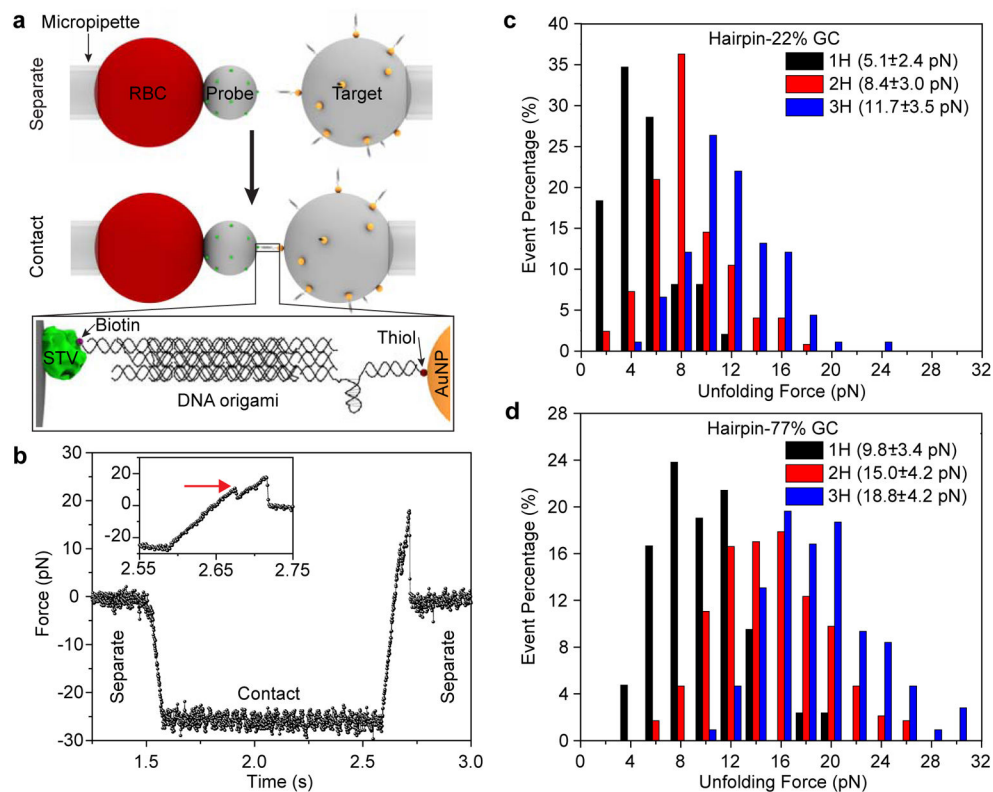 a
Micropipette
Separate
RBC
Probe
Target
Contact
Biotin
STV
Thiol
AuNP
DNA origami
b
Force (pN)
30
20
10
0
-10
-20
-30
20
0
-20
2.55
2.65
2.75
Separate
Contact
Separate
1.5
2.0
2.5
3.0
Time (s)
c
Hairpin-22% GC
1H (5.1±2.4 pN)
2H (8.4±3.0 pN)
3H (11.7±3.5 pN)
Event Percentage (%)
40
35
30
25
20
15
10
5
0
0
4
8
12
16
20
24
28
32
Unfolding Force (pN)
d
Hairpin-77% GC
1H (9.8±3.4 pN)
2H (15.0±4.2 pN)
3H (18.8±4.2 pN)
Event Percentage (%)
28
24
20
16
12
8
4
0
0
4
8
12
16
20
24
28
32
Unfolding Force (pN)